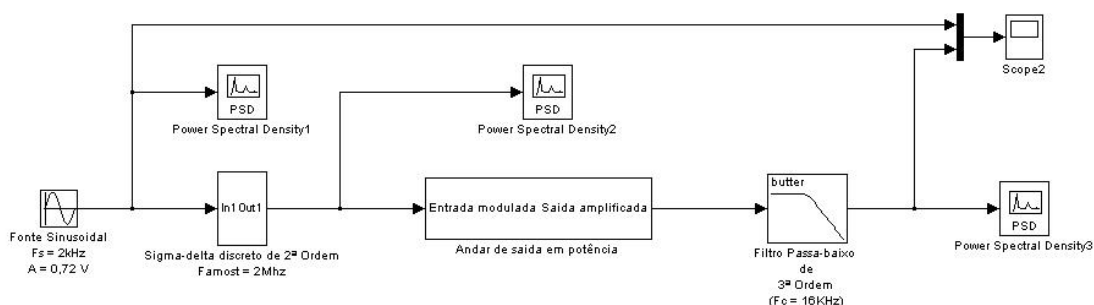 Scope2
PSD
Power Spectral Density1
PSD
Power Spectral Density2
Fonte Sinusoidal
Fs = 2kHz
A = 0,72 V
In1 Out1
Sigma-delta discreto de 2ª Ordem
Famost = 2Mhz
Entrada modulada Saida amplificada
Andar de saida em potência
butter
Filtro Passa-baixo
de
3ª Ordem
(Fc = 16KHz)
PSD
Power Spectral Density3